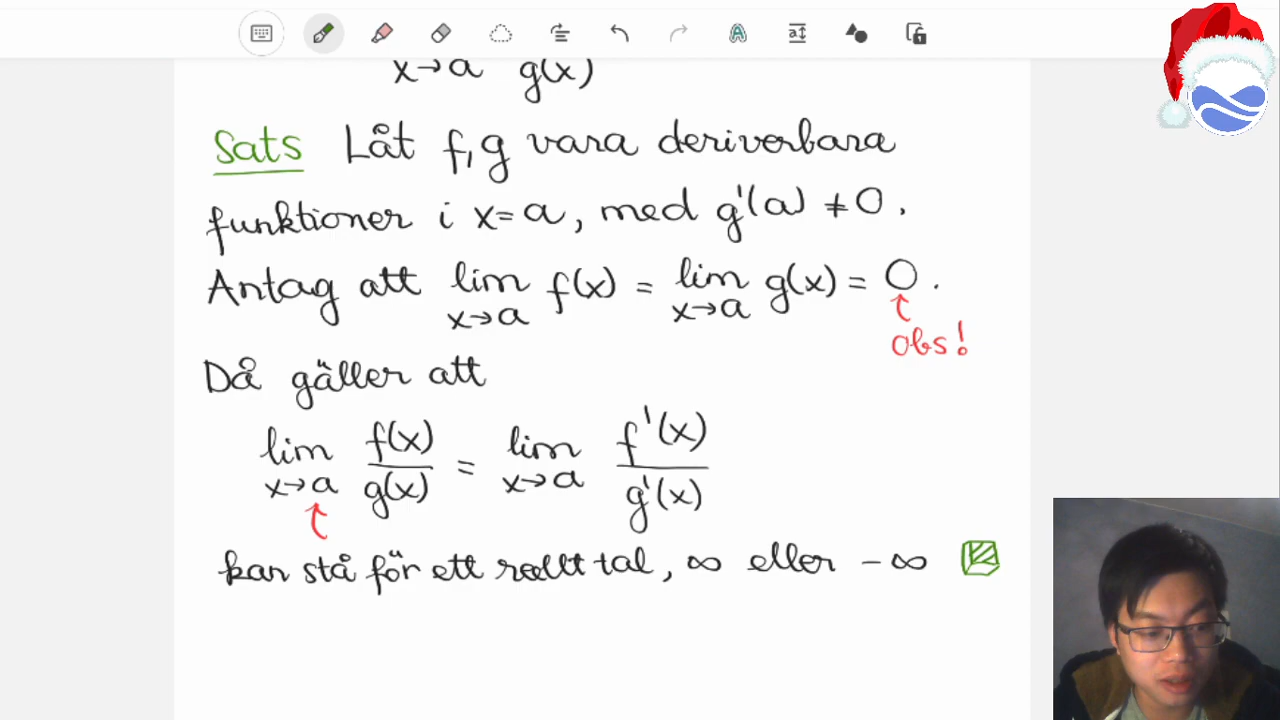 x→a g(x)
Sats Låt f, g vara deriverbara
funktioner i x=a, med g'(a) ≠ 0.
Antag att lim f(x) = lim g(x) = 0.
x→a x→a
obs!
Då gäller att
lim f(x) = lim f'(x)
x→a g(x) x→a g'(x)
kan stå för ett reellt tal, ∞ eller -∞